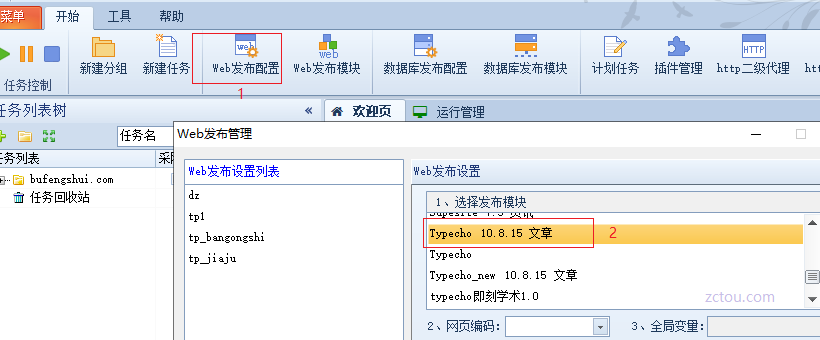 菜单 开始 工具 帮助
新建分组 新建任务 Web发布配置 Web发布模块 数据库发布配置 数据库发布模块 计划任务 插件管理 http二级代理
任务控制
1
2
任务列表树 « 欢迎页 运行管理
任务名
Web发布管理
任务列表
bufengshui.com
任务回收站
Web发布设置列表
dz
tp1
tp_bangongshi
tp_jiaju
Web发布设置
1、选择发布模块
Typecho 10.8.15 文章 2
Typecho
Typecho_new 10.8.15 文章
typecho即刻学术1.0
zctou.com
2、网页编码: 3、全局变量: